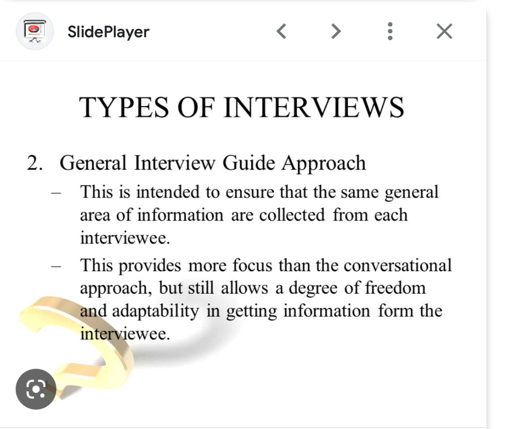 SlidePlayer
TYPES OF INTERVIEWS
2. General Interview Guide Approach
– This is intended to ensure that the same general
area of information are collected from each
interviewee.
– This provides more focus than the conversational
approach, but still allows a degree of freedom
and adaptability in getting information form the
interviewee.